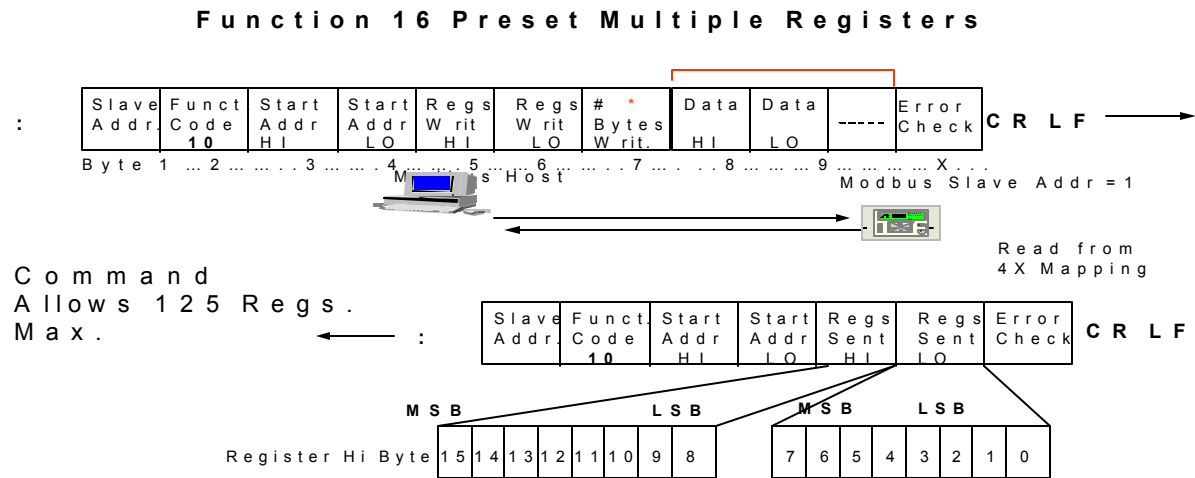 Function 16 Preset Multiple Registers
: Slave Addr. Funct Code 10 Start Addr HI Start Addr LO Regs Writ HI Regs Writ LO # * Bytes Writ. Data HI Data LO ----- Error Check CR LF
Byte 1 ... 2 ... ... . . 3 ... ... . 4 ... ... . . 5 ... ... . 6 ... ... . . 7 ... . . . 8 ... ... 9 ... ... ... ... X . . .
Host
Modbus Slave Addr = 1
Read from
4X Mapping
Command
Allows 125 Regs.
Max.
: Slave Addr. Funct. Code 10 Start Addr HI Start Addr LO Regs Sent HI Regs Sent LO Error Check CR LF
MSB LSB MSB LSB
Register Hi Byte 15 14 13 12 11 10 9 8 7 6 5 4 3 2 1 0